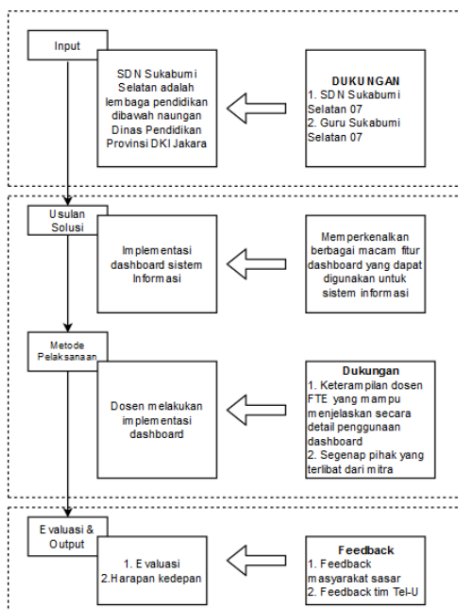 Input
SDN Sukabumi
Selatan adalah
lembaga pendidikan
dibawah naungan
Dinas Pendidikan
Provinsi DKI Jakara
DUKUNGAN
1. SDN Sukabumi
Selatan 07
2. Guru Sukabumi
Selatan 07
Usulan
Solusi
Implementasi
dashboard sistem
Informasi
Memperkenalkan
berbagai macam fitur
dashboard yang dapat
digunakan untuk
sistem informasi
Metode
Pelaksanaan
Dosen melakukan
implementasi
dashboard
Dukungan
1. Keterampilan dosen
FTE yang mampu
menjelaskan secara
detail penggunaan
dashboard
2. Segenap pihak yang
terlibat dari mitra
Evaluasi &
Output
1. Evaluasi
2.Harapan kedepan
Feedback
1. Feedback
masyarakat sasar
2. Feedback tim Tel-U